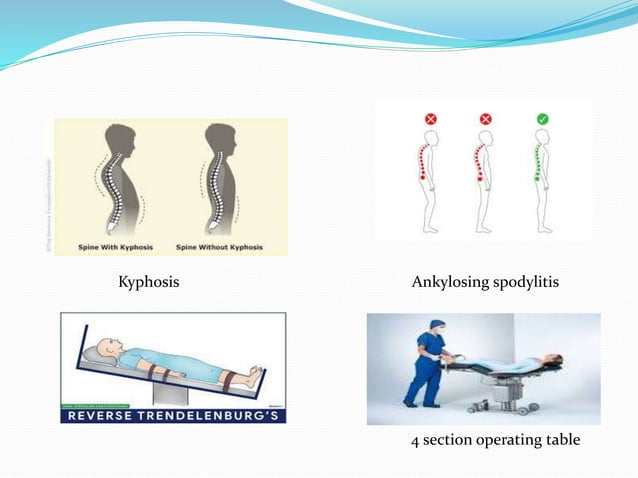 Spine With Kyphosis
Spine Without Kyphosis
Kyphosis
Ankylosing spodylitis
REVERSE TRENDELENBURG'S
4 section operating table